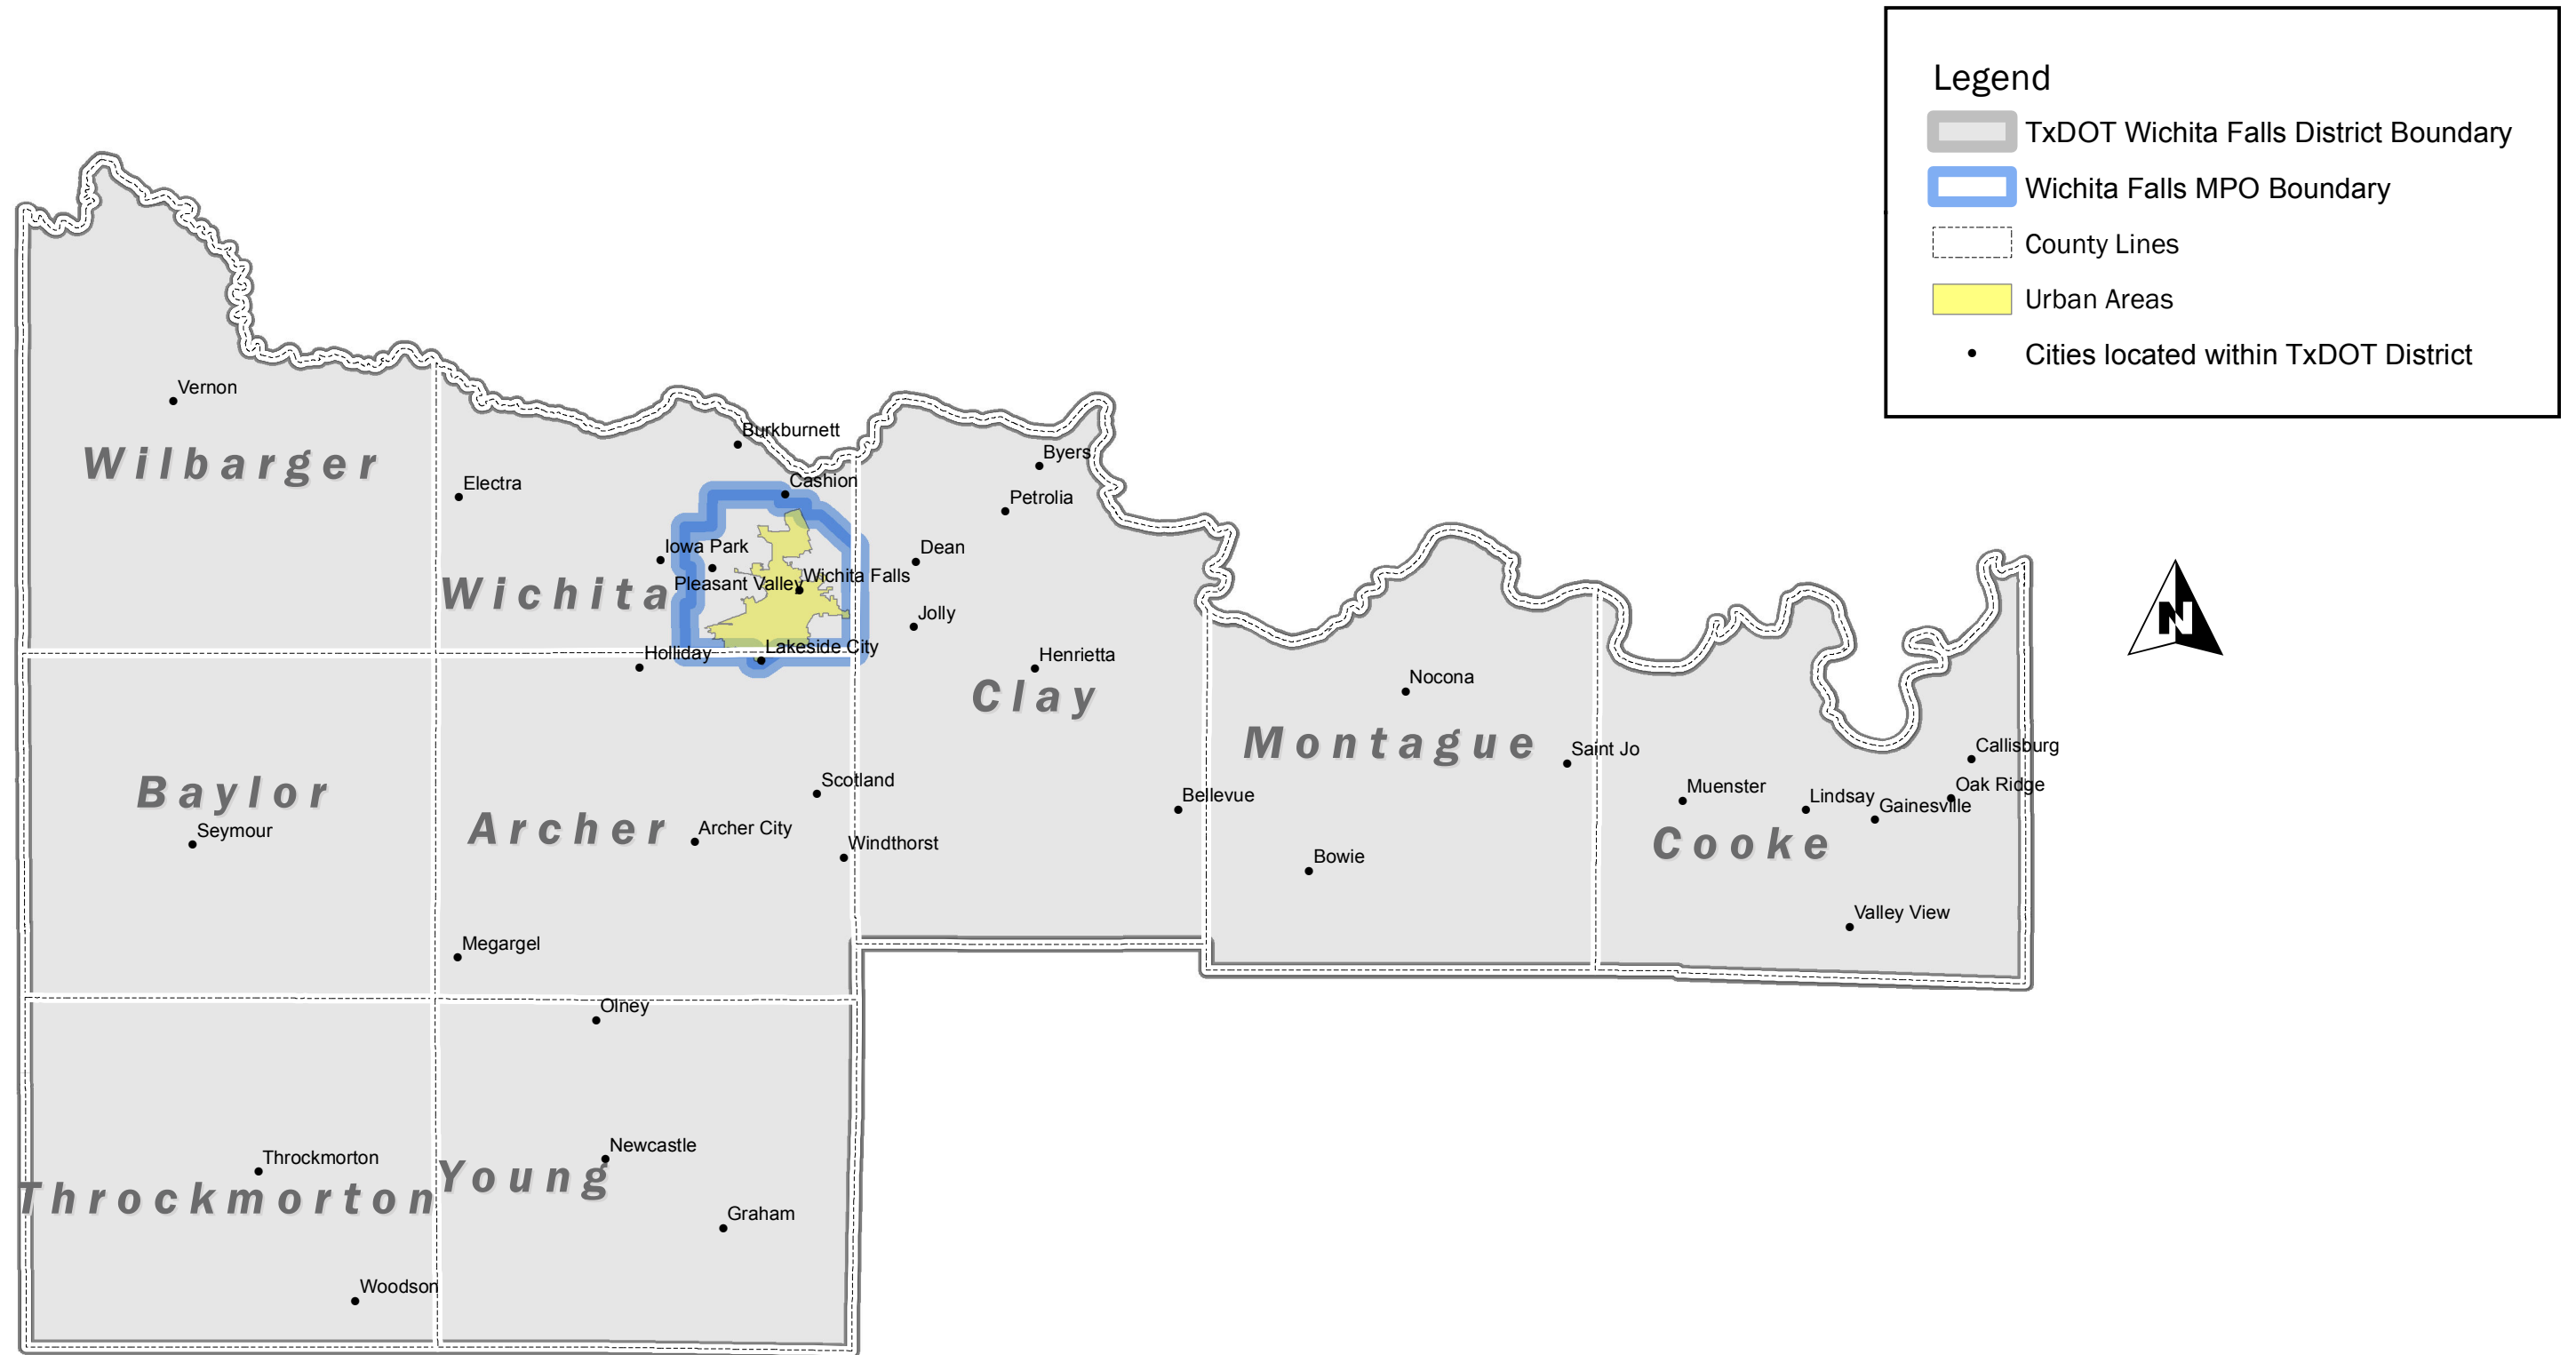 Legend
TxDOT Wichita Falls District Boundary
Wichita Falls MPO Boundary
County Lines
Urban Areas
Cities located within TxDOT District
N
Vernon
Wilbarger
Electra
Burkburnett
Cashion
Iowa Park
Pleasant Valley
Wichita Falls
Wichita
Lakeside City
Holliday
Byers
Petrolia
Dean
Jolly
Henrietta
Clay
Bellevue
Nocona
Montague
Saint Jo
Bowie
Callisburg
Oak Ridge
Muenster
Lindsay
Gainesville
Cooke
Valley View
Baylor
Seymour
Scotland
Archer
Archer City
Windthorst
Megargel
Olney
Throckmorton
Throckmorton
Woodson
Newcastle
Young
Graham